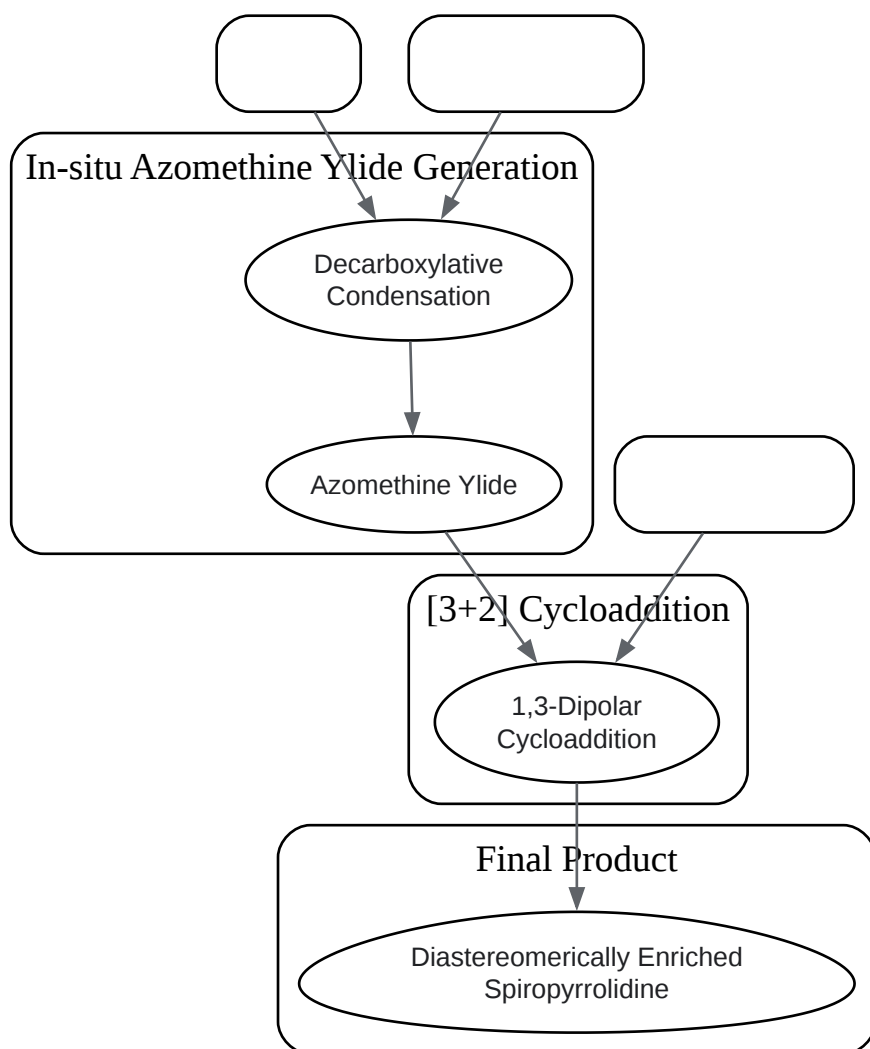 In-situ Azomethine Ylide Generation
Decarboxylative
Condensation
Azomethine Ylide
[3+2] Cycloaddition
1,3-Dipolar
Cycloaddition
Final Product
Diastereomerically Enriched
Spiropyrrolidine